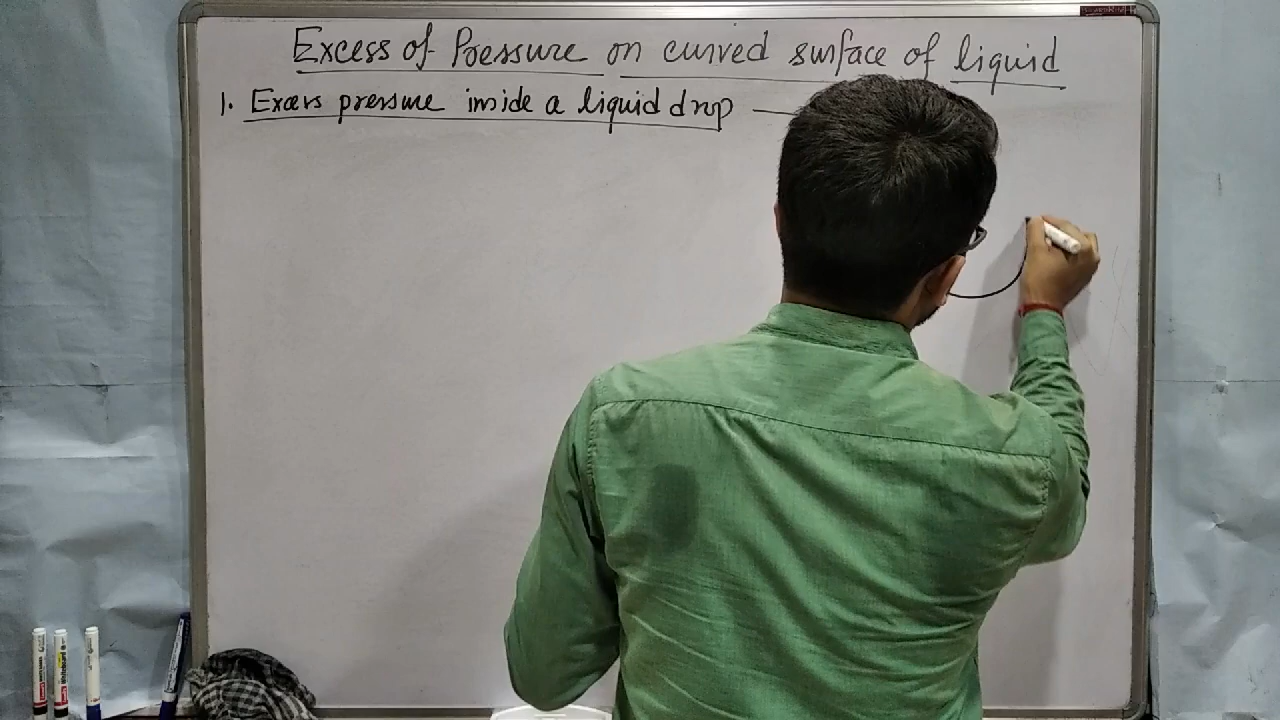 Excess of Pressure on curved surface of liquid
1. Excess pressure inside a liquid drop —